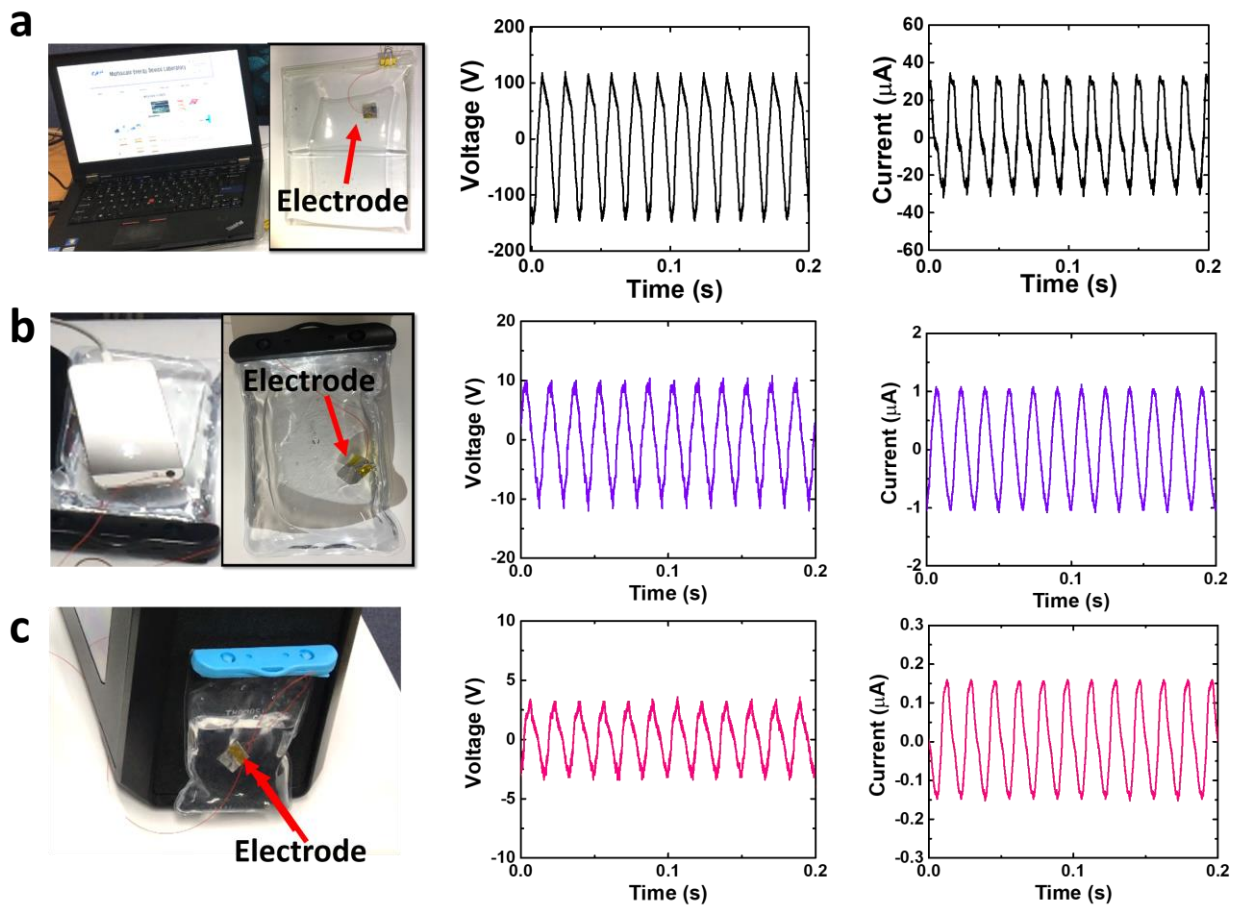 a
Multiscale Energy Device Laboratory
ThinkPad
Electrode
Voltage (V)
200
100
0
-100
-200
0.0 0.1 0.2
Time (s)
Current (μA)
60
40
20
0
-20
-40
-60
0.0 0.1 0.2
Time (s)
b
Electrode
Voltage (V)
20
10
0
-10
-20
0.0 0.1 0.2
Time (s)
Current (μA)
2
1
0
-1
-2
0.0 0.1 0.2
Time (s)
c
Electrode
Voltage (V)
10
5
0
-5
-10
0.0 0.1 0.2
Time (s)
Current (μA)
0.3
0.2
0.1
0.0
-0.1
-0.2
0.3
0.0 0.1 0.2
Time (s)